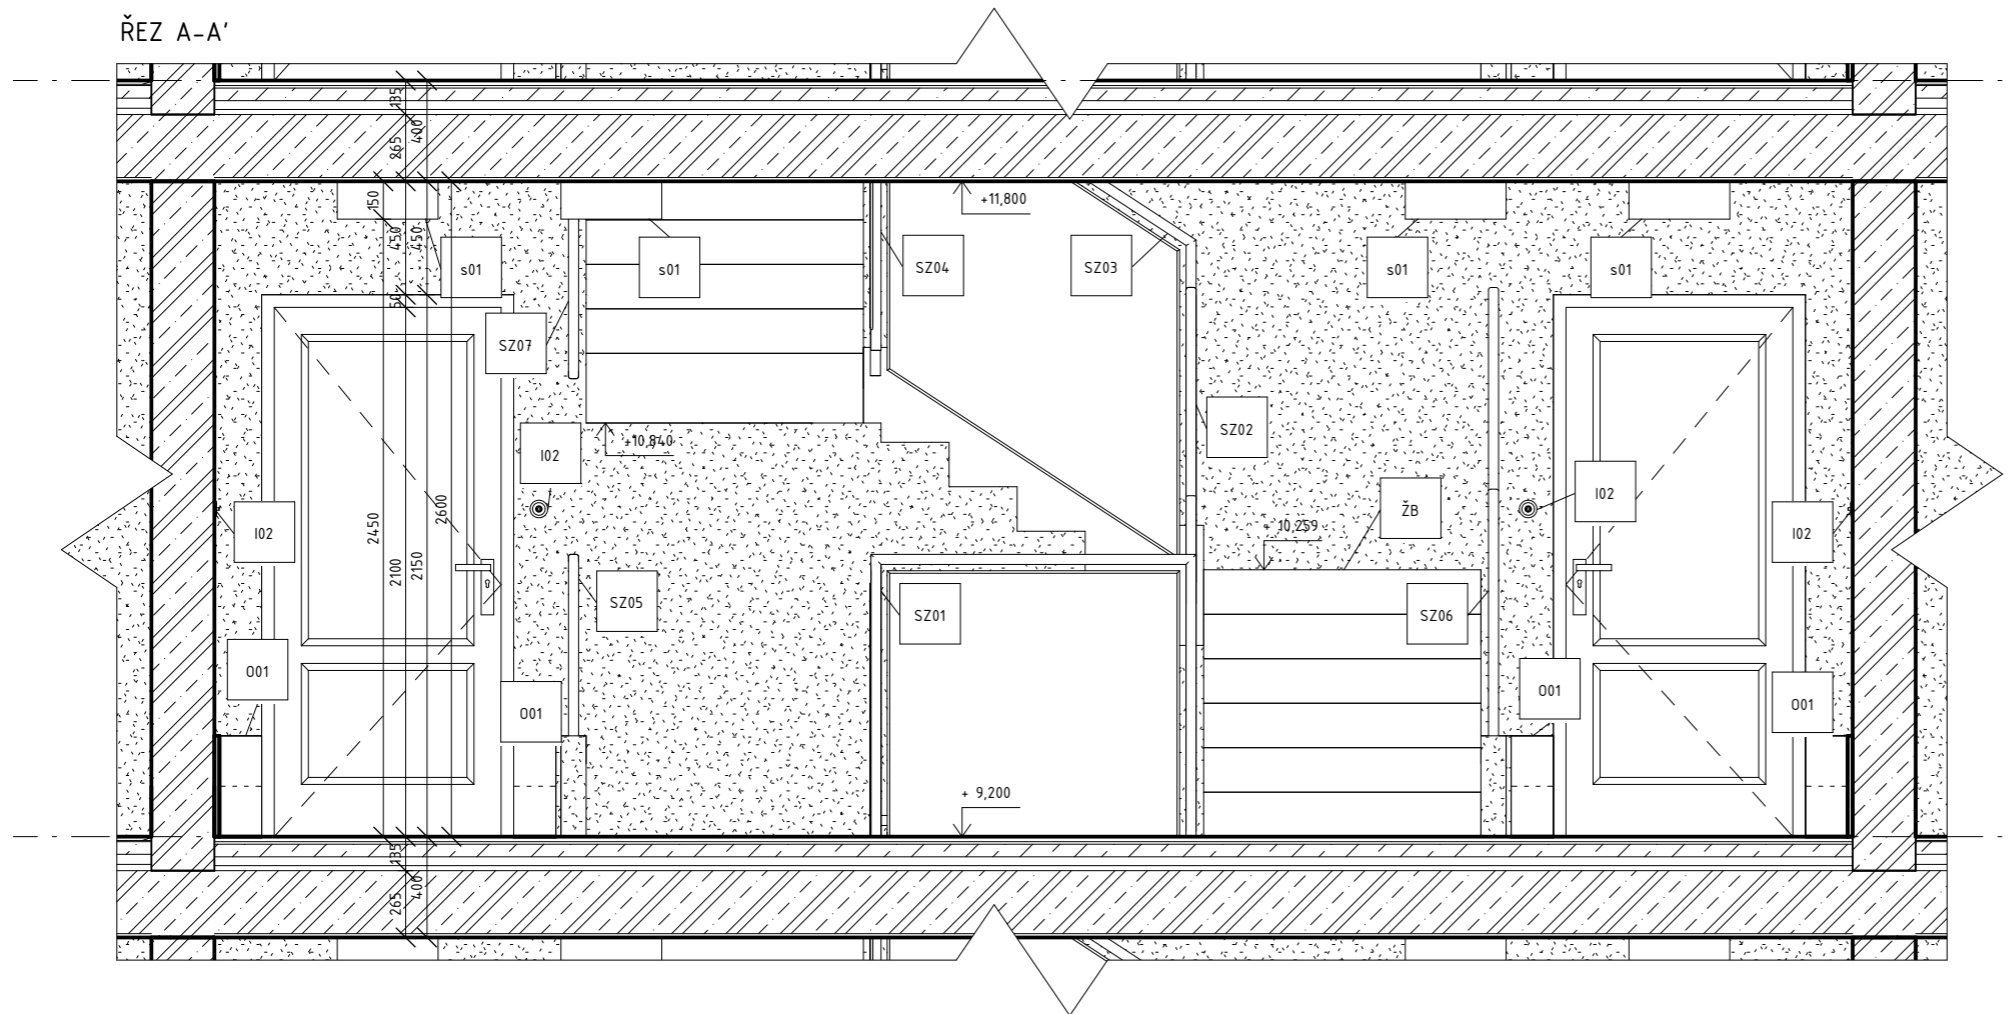 ŘEZ A-A'
135
400
265
150
+11,800
450
450
s01
s01
SZ04
SZ03
s01
s01
50
SZ07
SZ02
+10,840
I02
2450
2600
I02
ŽB
I02
I02
+ 10,259
2100
2150
SZ05
SZ01
SZ06
O01
O01
O01
O01
+ 9,200
135
400
265